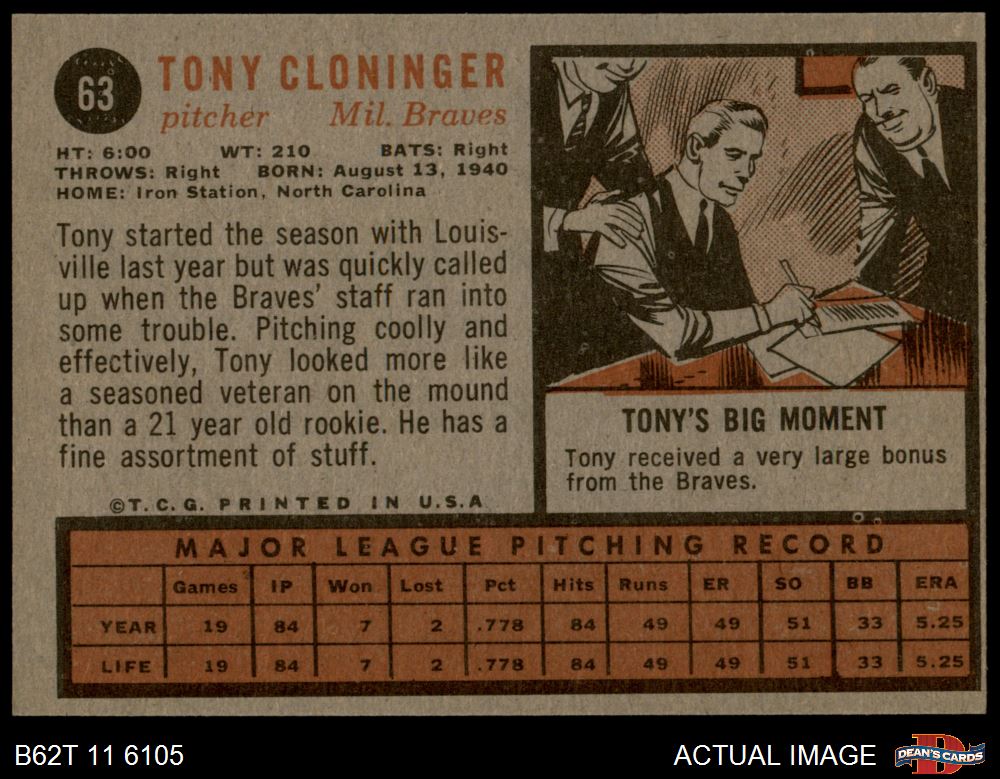 63
TONY CLONINGER
pitcher Mil. Braves
HT: 6:00 WT: 210 BATS: Right
THROWS: Right BORN: August 13, 1940
HOME: Iron Station, North Carolina
Tony started the season with Louis-
ville last year but was quickly called
up when the Braves' staff ran into
some trouble. Pitching coolly and
effectively, Tony looked more like
a seasoned veteran on the mound
than a 21 year old rookie. He has a
fine assortment of stuff.
©T.C.G. PRINTED IN U.S.A
TONY'S BIG MOMENT
Tony received a very large bonus
from the Braves.
MAJOR LEAGUE PITCHING RECORD
Games IP Won Lost Pct Hits Runs ER SO BB ERA
YEAR 19 84 7 2 .778 84 49 49 51 33 5.25
LIFE 19 84 7 2 .778 84 49 49 51 33 5.25
B62T 11 6105 ACTUAL IMAGE DEAN'S CARDS